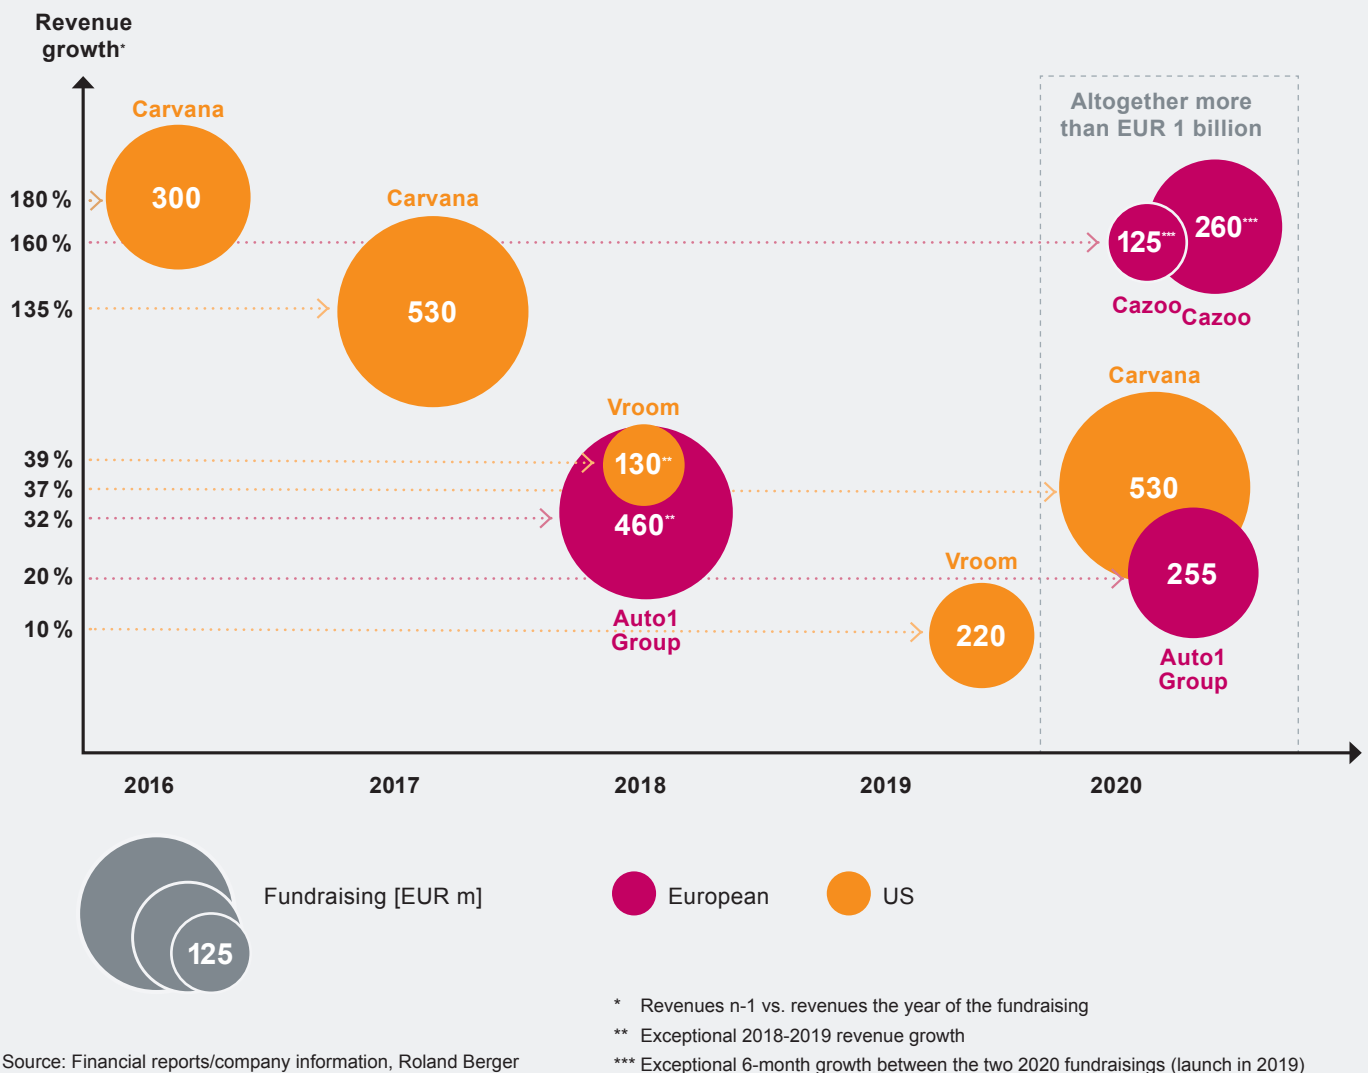 Revenue
growth*
Altogether more
than EUR 1 billion
Carvana
300
Carvana
530
180 %
160 %
135 %
39 %
37 %
32 %
20 %
10 %
125***
260***
Cazoo
Cazoo
Vroom
130**
460**
Auto1
Group
Carvana
530
255
Auto1
Group
Vroom
220
2016
2017
2018
2019
2020
125
Fundraising [EUR m]
European
US
* Revenues n-1 vs. revenues the year of the fundraising
** Exceptional 2018-2019 revenue growth
*** Exceptional 6-month growth between the two 2020 fundraisings (launch in 2019)
Source: Financial reports/company information, Roland Berger